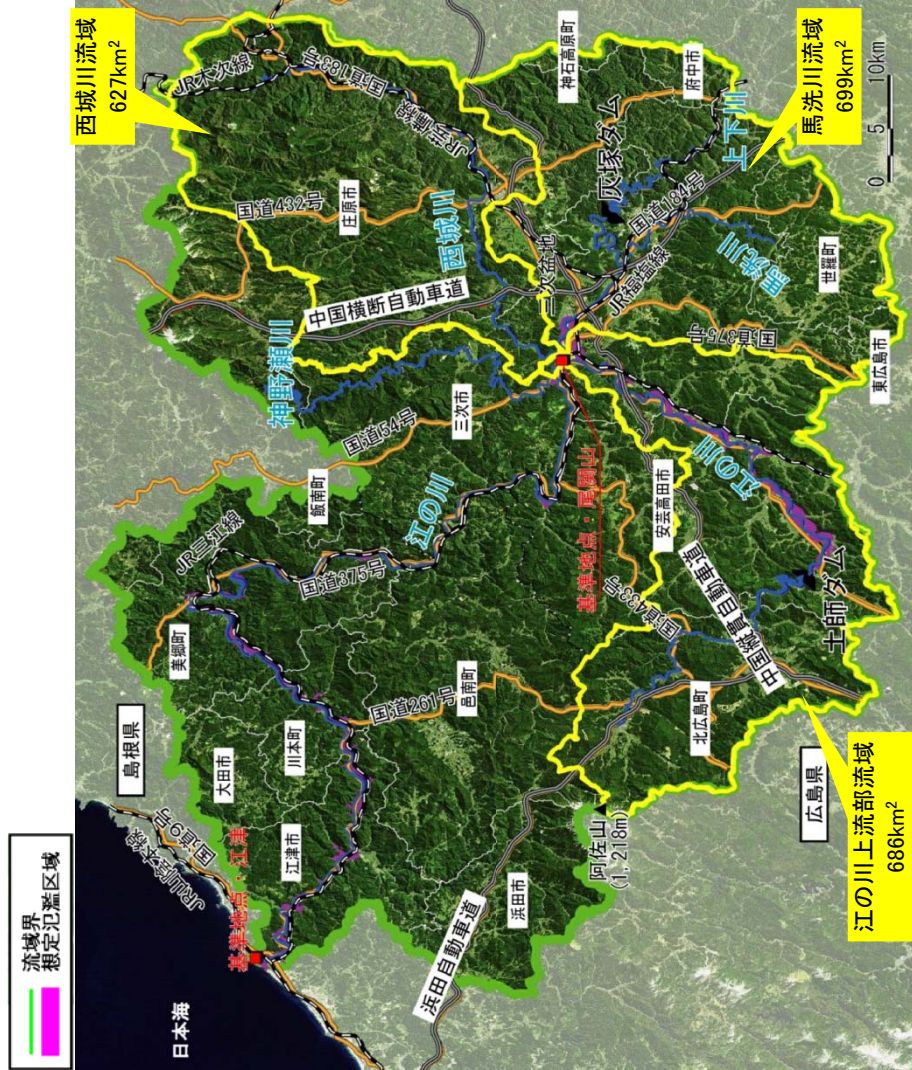 流域界
想定氾濫区域
日本海
島根県
JR山陰本線
国道9号
基準地点・江津
江津市
大田市
川本町
美郷町
JR三江線
国道375号
飯南町
江の川
国道261号
邑南町
浜田自動車道
浜田市
阿佐山
(1,218m)
広島県
江の川上流部流域
686km²
北広島町
中国縦貫自動車道
国道433号
土師ダム
江の川
安芸高田市
基準地点・尾関山
国道54号
三次市
神野瀬川
中国横断自動車道
国道432号
庄原市
西城川
三次盆地
JR木次線
国道183号
JR芸備線
西城川流域
627km²
神石高原町
府中市
灰塚ダム
上下川
国道184号
JR福塩線
馬洗川
馬洗川流域
699km²
世羅町
国道375号
東広島市
0 5 10km